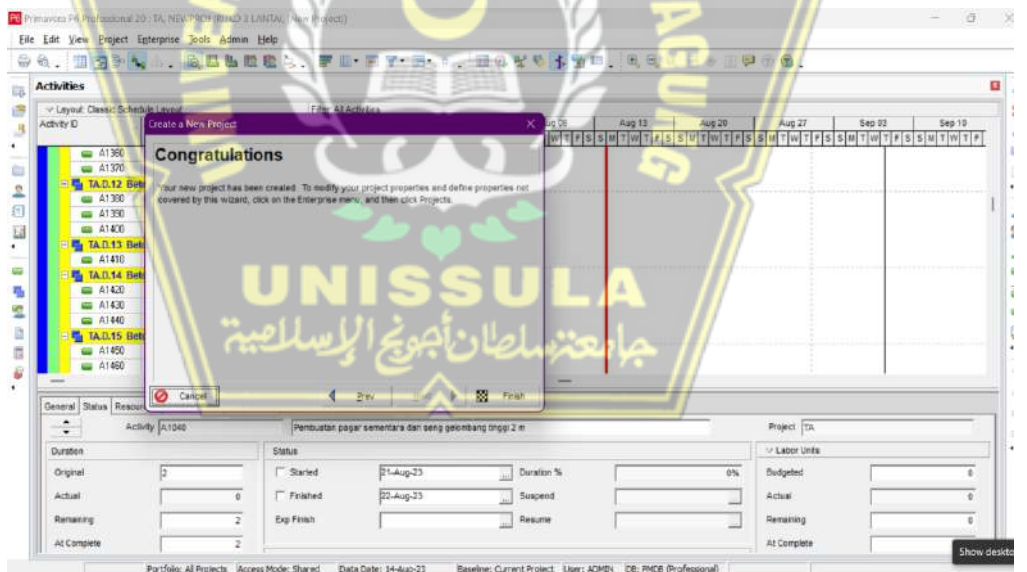 Primavera P6 Professional 20 : TA, NEWPROJ (RUKO 3 LANTAI, (New Project))
File Edit View Project Enterprise Tools Admin Help
Activities
Layout: Classic Schedule Layout
Filter: All Activities
Activity ID
Aug 13 Aug 20 Aug 27 Sep 03 Sep 10
A1360
A1370
TA.D.12
A1380
A1390
A1400
TA.D.13
A1410
TA.D.14
A1420
A1430
A1440
TA.D.15
A1450
A1460
Create a New Project
Congratulations
Your new project has been created. To modify your project properties and define properties not
covered by this wizard, click on the Enterprise menu, and then click Projects.
Cancel Prev Finish
UNISSULA
جامعة سلطان أجونج الإسلامية
General Status
Activity A1040 Pembuatan pagar sementara dari seng gelombang tinggi 2 m Project TA
Duration Status Labor Units
Original 2 Started 21-Aug-23 Duration % 0% Budgeted 0
Actual 0 Finished 22-Aug-23 Suspend Actual 0
Remaining 2 Exp Finish Resume Remaining 0
At Complete 2 At Complete
Show deskto
Portfolio: All Projects Access Mode: Shared Data Date: 14-Aug-23 Baseline: Current Project User: ADMIN DB: PMDB (Professional)